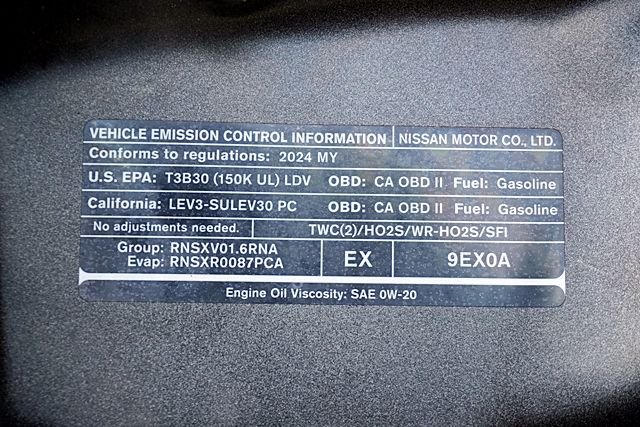 VEHICLE EMISSION CONTROL INFORMATION NISSAN MOTOR CO., LTD.
Conforms to regulations: 2024 MY
U.S. EPA: T3B30 (150K UL) LDV OBD: CA OBD II Fuel: Gasoline
California: LEV3-SULEV30 PC OBD: CA OBD II Fuel: Gasoline
No adjustments needed. TWC(2)/HO2S/WR-HO2S/SFI
Group: RNSXV01.6RNA
Evap: RNSXR0087PCA EX 9EX0A
Engine Oil Viscosity: SAE 0W-20